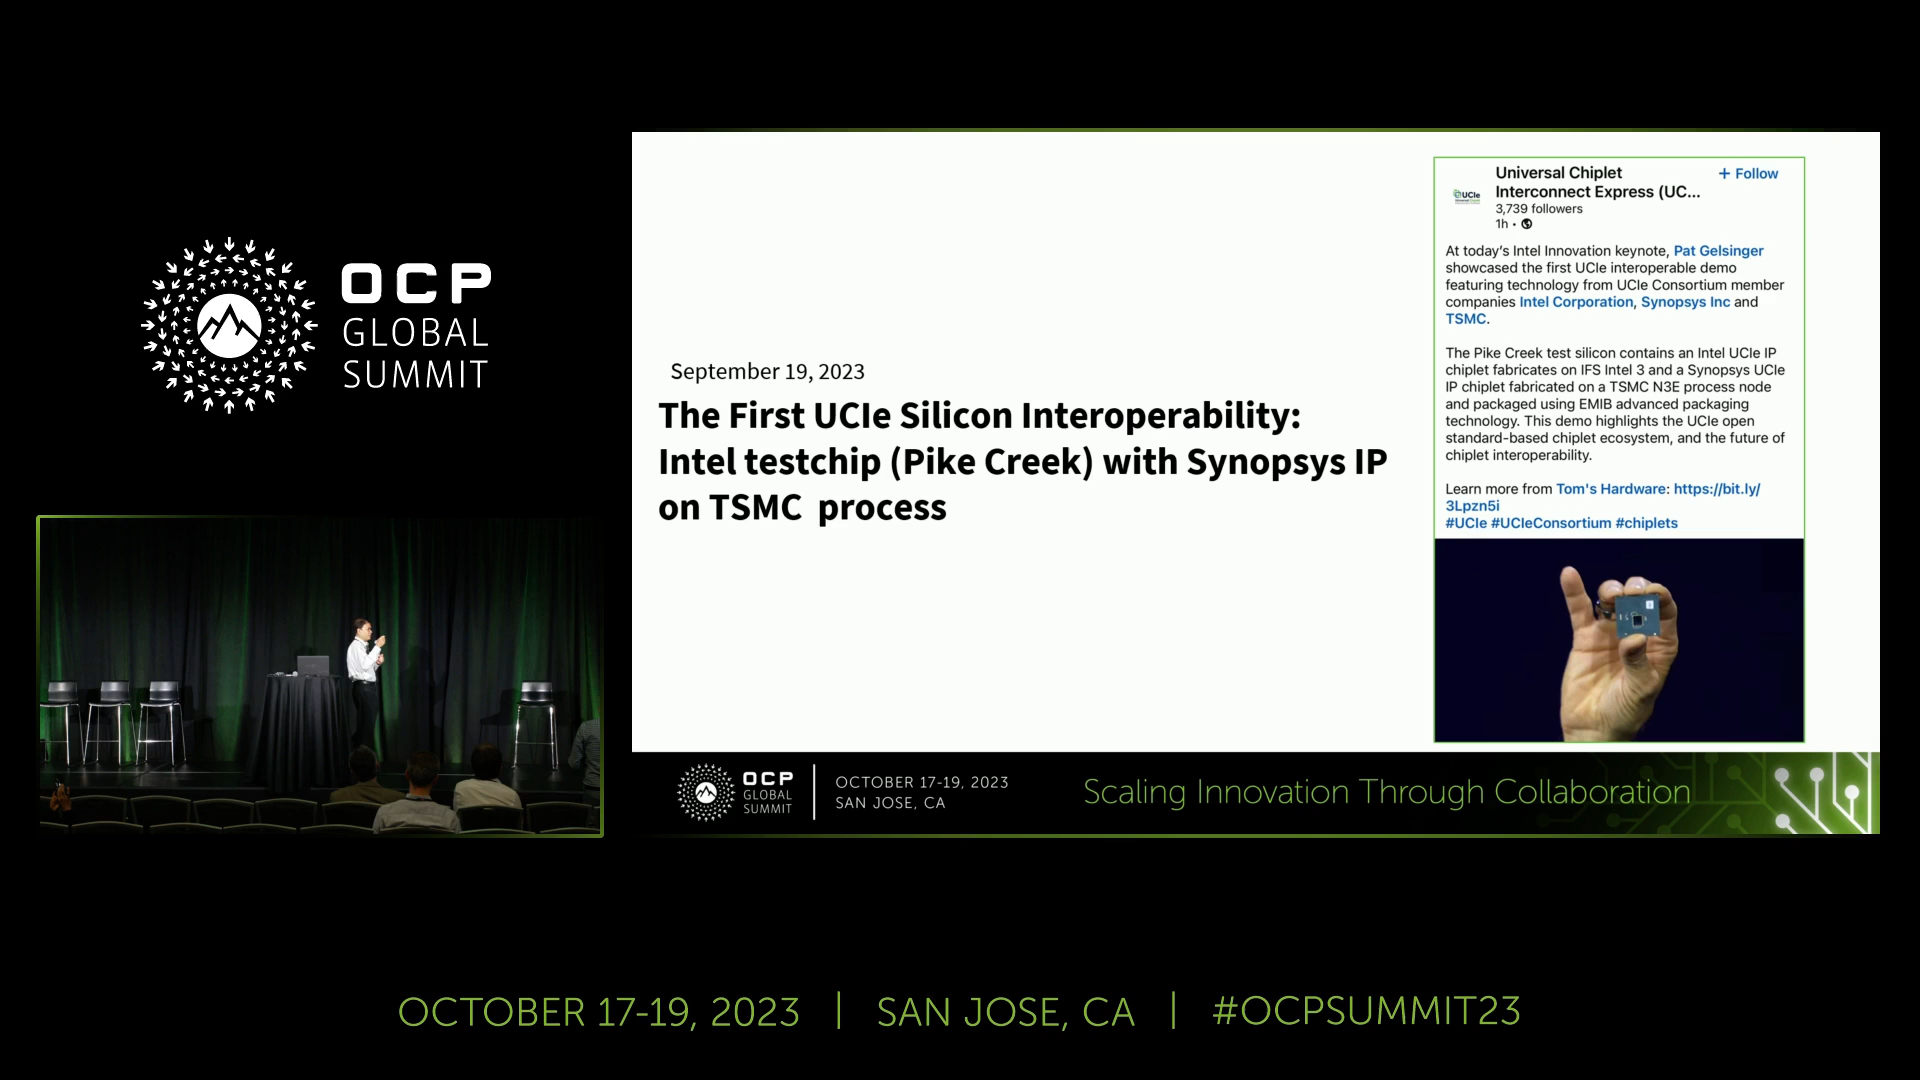 OCP
GLOBAL
SUMMIT
September 19, 2023
The First UCIe Silicon Interoperability:
Intel testchip (Pike Creek) with Synopsys IP
on TSMC process
UCIe
Universal Chiplet
Interconnect Express (UC...
+ Follow
3,739 followers
1h •
At today's Intel Innovation keynote, Pat Gelsinger
showcased the first UCIe interoperable demo
featuring technology from UCIe Consortium member
companies Intel Corporation, Synopsys Inc and
TSMC.
The Pike Creek test silicon contains an Intel UCIe IP
chiplet fabricates on IFS Intel 3 and a Synopsys UCIe
IP chiplet fabricated on a TSMC N3E process node
and packaged using EMIB advanced packaging
technology. This demo highlights the UCIe open
standard-based chiplet ecosystem, and the future of
chiplet interoperability.
Learn more from Tom's Hardware: https://bit.ly/
3Lpzn5i
#UCIe #UCIeConsortium #chiplets
OCP
GLOBAL
SUMMIT
OCTOBER 17-19, 2023
SAN JOSE, CA
Scaling Innovation Through Collaboration
OCTOBER 17-19, 2023 | SAN JOSE, CA | #OCPSUMMIT23